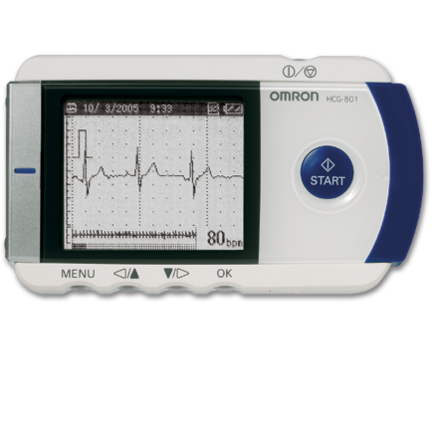 10/ 3/2005 9:39
OMRON HCG-801
START
80bpm
MENU OK